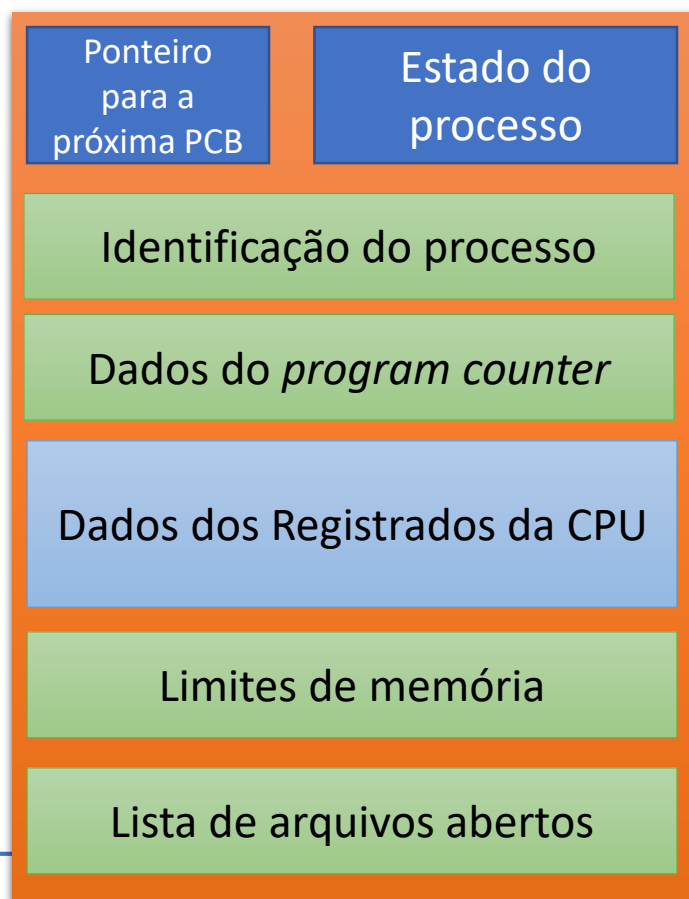 Ponteiro
para a
próxima PCB
Estado do
processo
Identificação do processo
Dados do program counter
Dados dos Registrados da CPU
Limites de memória
Lista de arquivos abertos